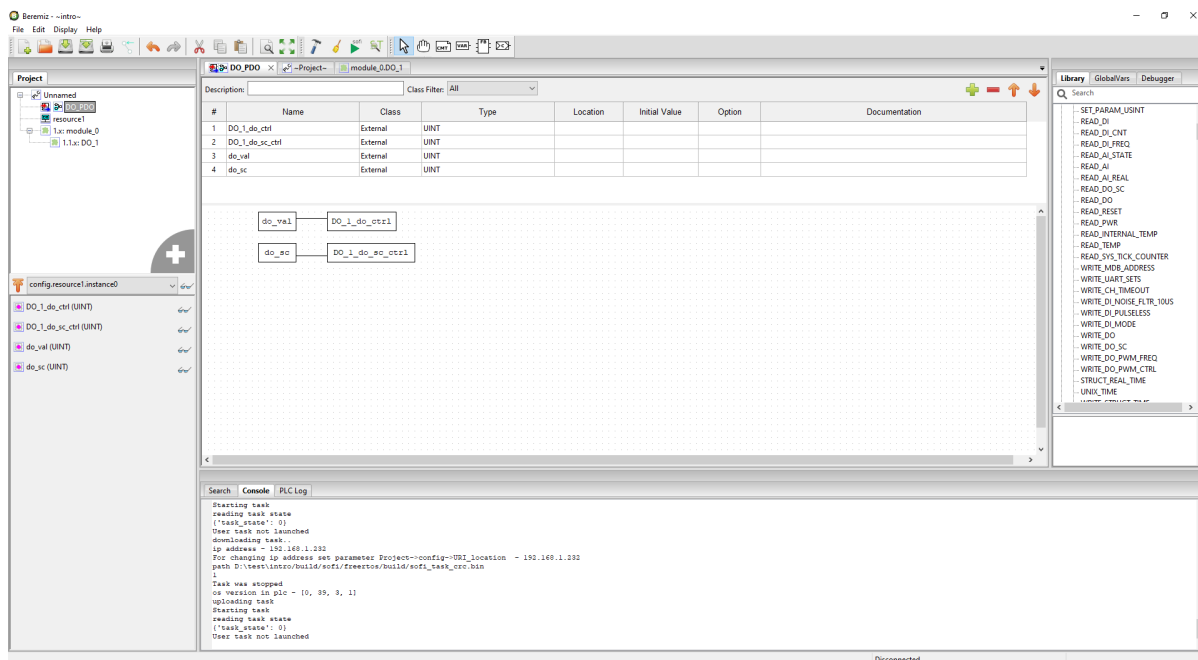 Beremiz - ~intro~
File Edit Display Help
Project
Unnamed
DO_PDO
resource1
1.x: module_0
1.1.x: DO_1
config.resource1.instance0
DO_1_do_ctrl (UINT)
DO_1_do_sc_ctrl (UINT)
do_val (UINT)
do_sc (UINT)
DO_PDO ~Project~ module_0.DO_1
Description: Class Filter: All
# Name Class Type Location Initial Value Option Documentation
1 DO_1_do_ctrl External UINT
2 DO_1_do_sc_ctrl External UINT
3 do_val External UINT
4 do_sc External UINT
do_val DO_1_do_ctrl
do_sc DO_1_do_sc_ctrl
Search Console PLC Log
Starting task
reading task state
{'task_state': 0}
User task not launched
downloading task..
ip address - 192.168.1.232
For changing ip address set parameter Project->config->URI_location - 192.168.1.232
path D:\test\intro/build/sofi/freertos/build/sofi_task_crc.bin
1
Task was stopped
os version in plc - [0, 39, 3, 1]
uploading task
Starting task
reading task state
{'task_state': 0}
User task not launched
Library GlobalVars Debugger
Search
SET_PARAM_USINT
READ_DI
READ_DI_CNT
READ_DI_FREQ
READ_AI_STATE
READ_AI
READ_AI_REAL
READ_DO_SC
READ_DO
READ_RESET
READ_PWR
READ_INTERNAL_TEMP
READ_TEMP
READ_SYS_TICK_COUNTER
WRITE_MDB_ADDRESS
WRITE_UART_SETS
WRITE_CH_TIMEOUT
WRITE_DI_NOISE_FLTR_10US
WRITE_DI_PULSELESS
WRITE_DI_MODE
WRITE_DO
WRITE_DO_SC
WRITE_DO_PWM_FREQ
WRITE_DO_PWM_CTRL
STRUCT_REAL_TIME
UNIX_TIME
WRITE_STRUCT_TIME
Disconnected